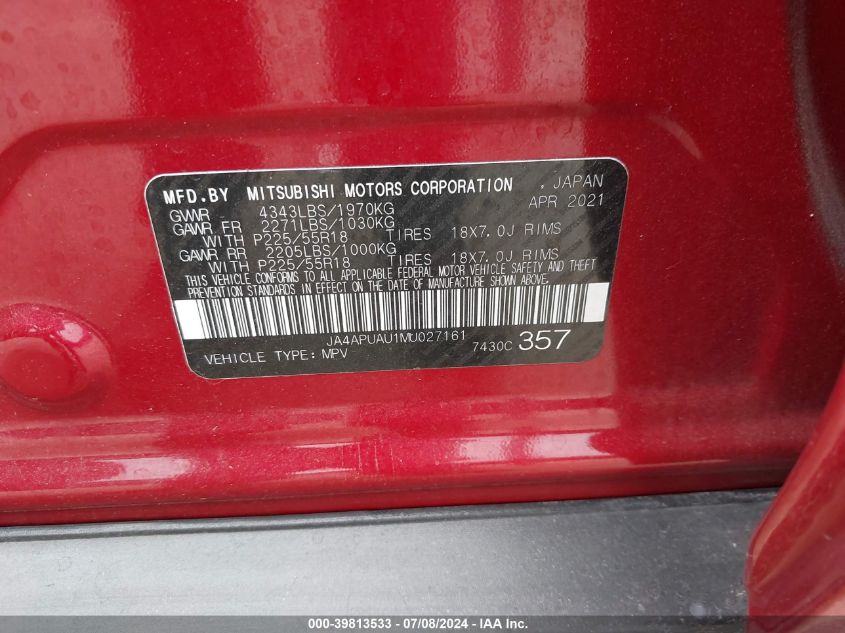 MFD.BY MITSUBISHI MOTORS CORPORATION , JAPAN
GVWR 4343LBS/1970KG APR 2021
GAWR FR 2271LBS/1030KG
WITH P225/55R18 TIRES 18X7.0J RIMS
GAWR RR 2205LBS/1000KG
WITH P225/55R18 TIRES 18X7.0J RIMS
THIS VEHICLE CONFORMS TO ALL APPLICABLE FEDERAL MOTOR VEHICLE SAFETY AND THEFT
PREVENTION STANDARDS IN EFFECT ON THE DATE OF MANUFACTURE SHOWN ABOVE.
JA4APUAU1MU027161
VEHICLE TYPE: MPV 7430C 357
000-39813533 - 07/08/2024 - IAA Inc.